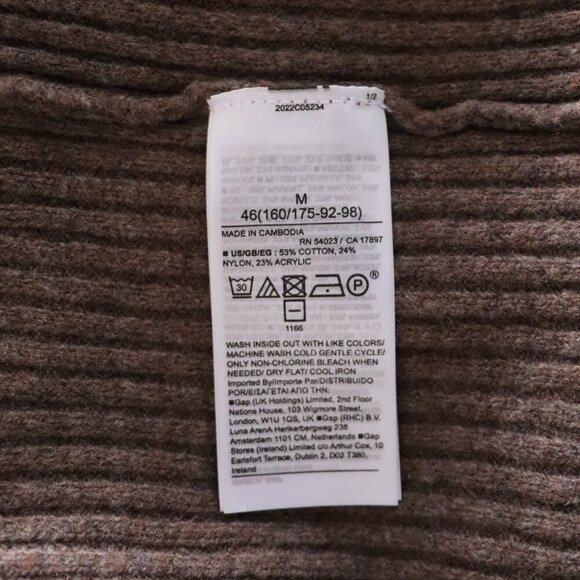 1/2
2022C05234
M
46(160/175-92-98)
MADE IN CAMBODIA
RN 54023 / CA 17897
■ US/GB/EG : 53% COTTON, 24%
NYLON, 23% ACRYLIC
30
P
®
1166
WASH INSIDE OUT WITH LIKE COLORS/
MACHINE WASH COLD GENTLE CYCLE/
ONLY NON-CHLORINE BLEACH WHEN
NEEDED/ DRY FLAT/ COOL IRON
Imported By/Importe Par/DISTRIBUIDO
POR/ΕΙΣΑΓΕΤΑΙ ΑΠΟ ΤΗΝ:
■Gap (UK Holdings) Limited, 2nd Floor
Nations House, 103 Wigmore Street,
London, W1U 1QS, UK ■Gap (RHC) B.V.
Luna ArenA Herikerbergweg 238
Amsterdam 1101 CM, Netherlands ■Gap
Stores (Ireland) Limited c/o Arthur Cox, 10
Earlsfort Terrace, Dublin 2, D02 T380,
Ireland